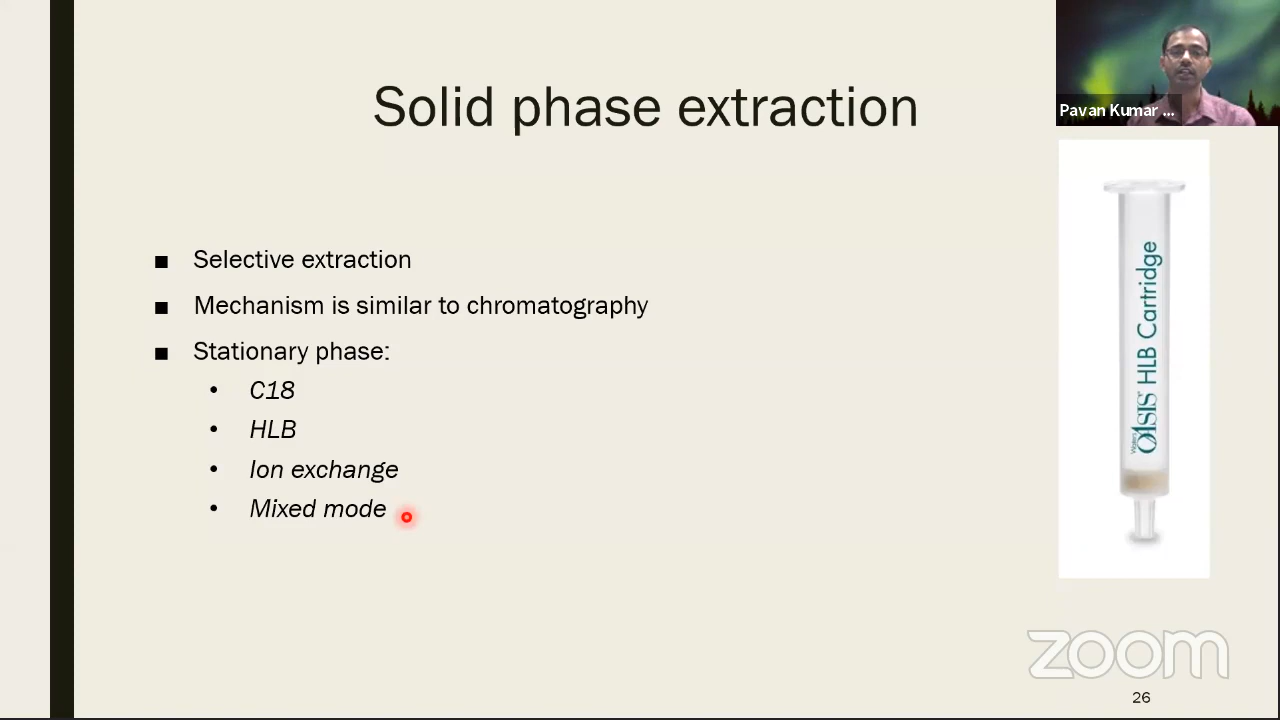 Solid phase extraction
Pavan Kumar ...
■ Selective extraction
■ Mechanism is similar to chromatography
■ Stationary phase:
• C18
• HLB
• Ion exchange
• Mixed mode
Waters OASIS HLB Cartridge
zoom
26